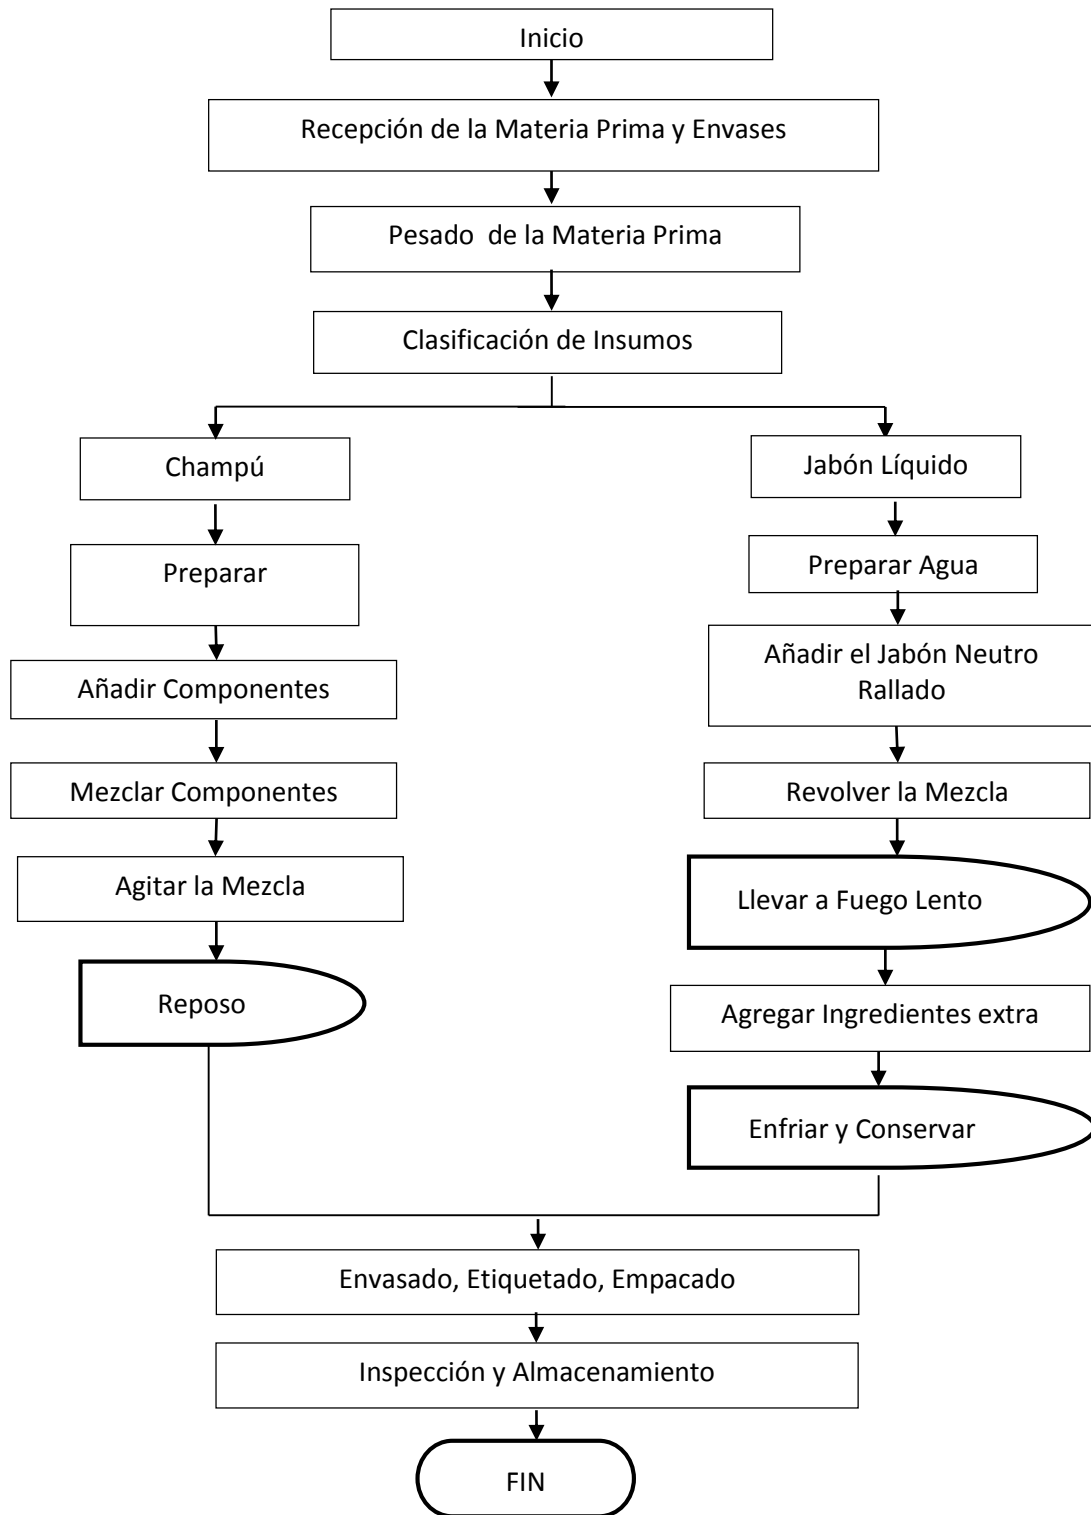 Inicio
Recepción de la Materia Prima y Envases
Pesado  de la Materia Prima
Clasificación de Insumos
Champú
Jabón Líquido
Preparar
Preparar Agua
Añadir Componentes
Añadir el Jabón Neutro
Rallado
Mezclar Componentes
Revolver la Mezcla
Agitar la Mezcla
Llevar a Fuego Lento
Reposo
Agregar Ingredientes extra
Enfriar y Conservar
Envasado, Etiquetado, Empacado
Inspección y Almacenamiento
FIN